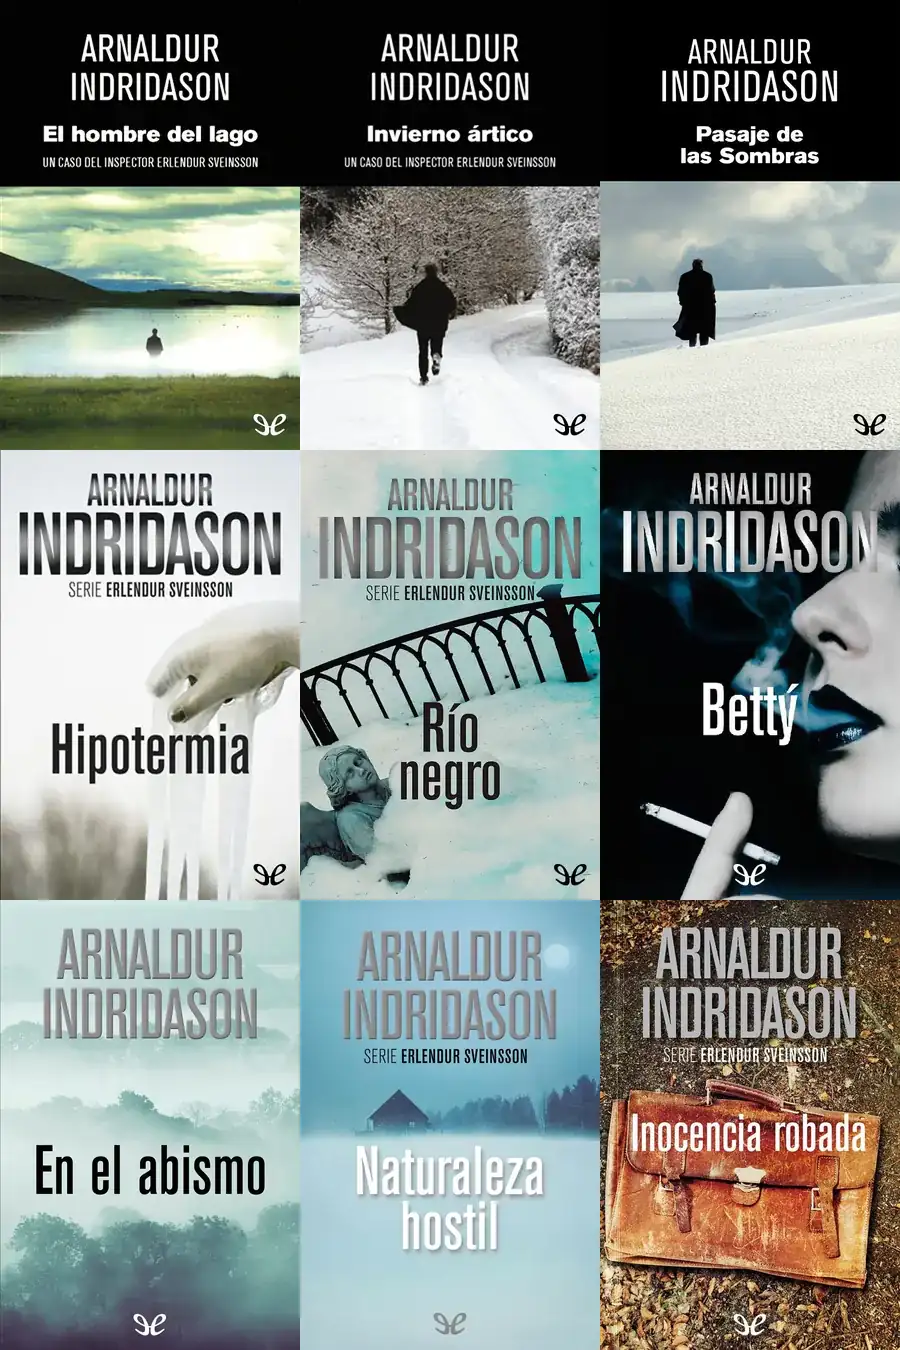 ARNALDUR
INDRIDASON
El hombre del lago
UN CASO DEL INSPECTOR ERLENDUR SVEINSSON
ARNALDUR
INDRIDASON
Invierno ártico
UN CASO DEL INSPECTOR ERLENDUR SVEINSSON
ARNALDUR
INDRIDASON
Pasaje de
las Sombras
ARNALDUR
INDRIDASON
SERIE ERLENDUR SVEINSSON
Hipotermia
ARNALDUR
INDRIDASON
SERIE ERLENDUR SVEINSSON
Río
negro
ARNALDUR
INDRIDASON
Bettý
ARNALDUR
INDRIDASON
En el abismo
ARNALDUR
INDRIDASON
SERIE ERLENDUR SVEINSSON
Naturaleza
hostil
ARNALDUR
INDRIDASON
SERIE ERLENDUR SVEINSSON
Inocencia robada